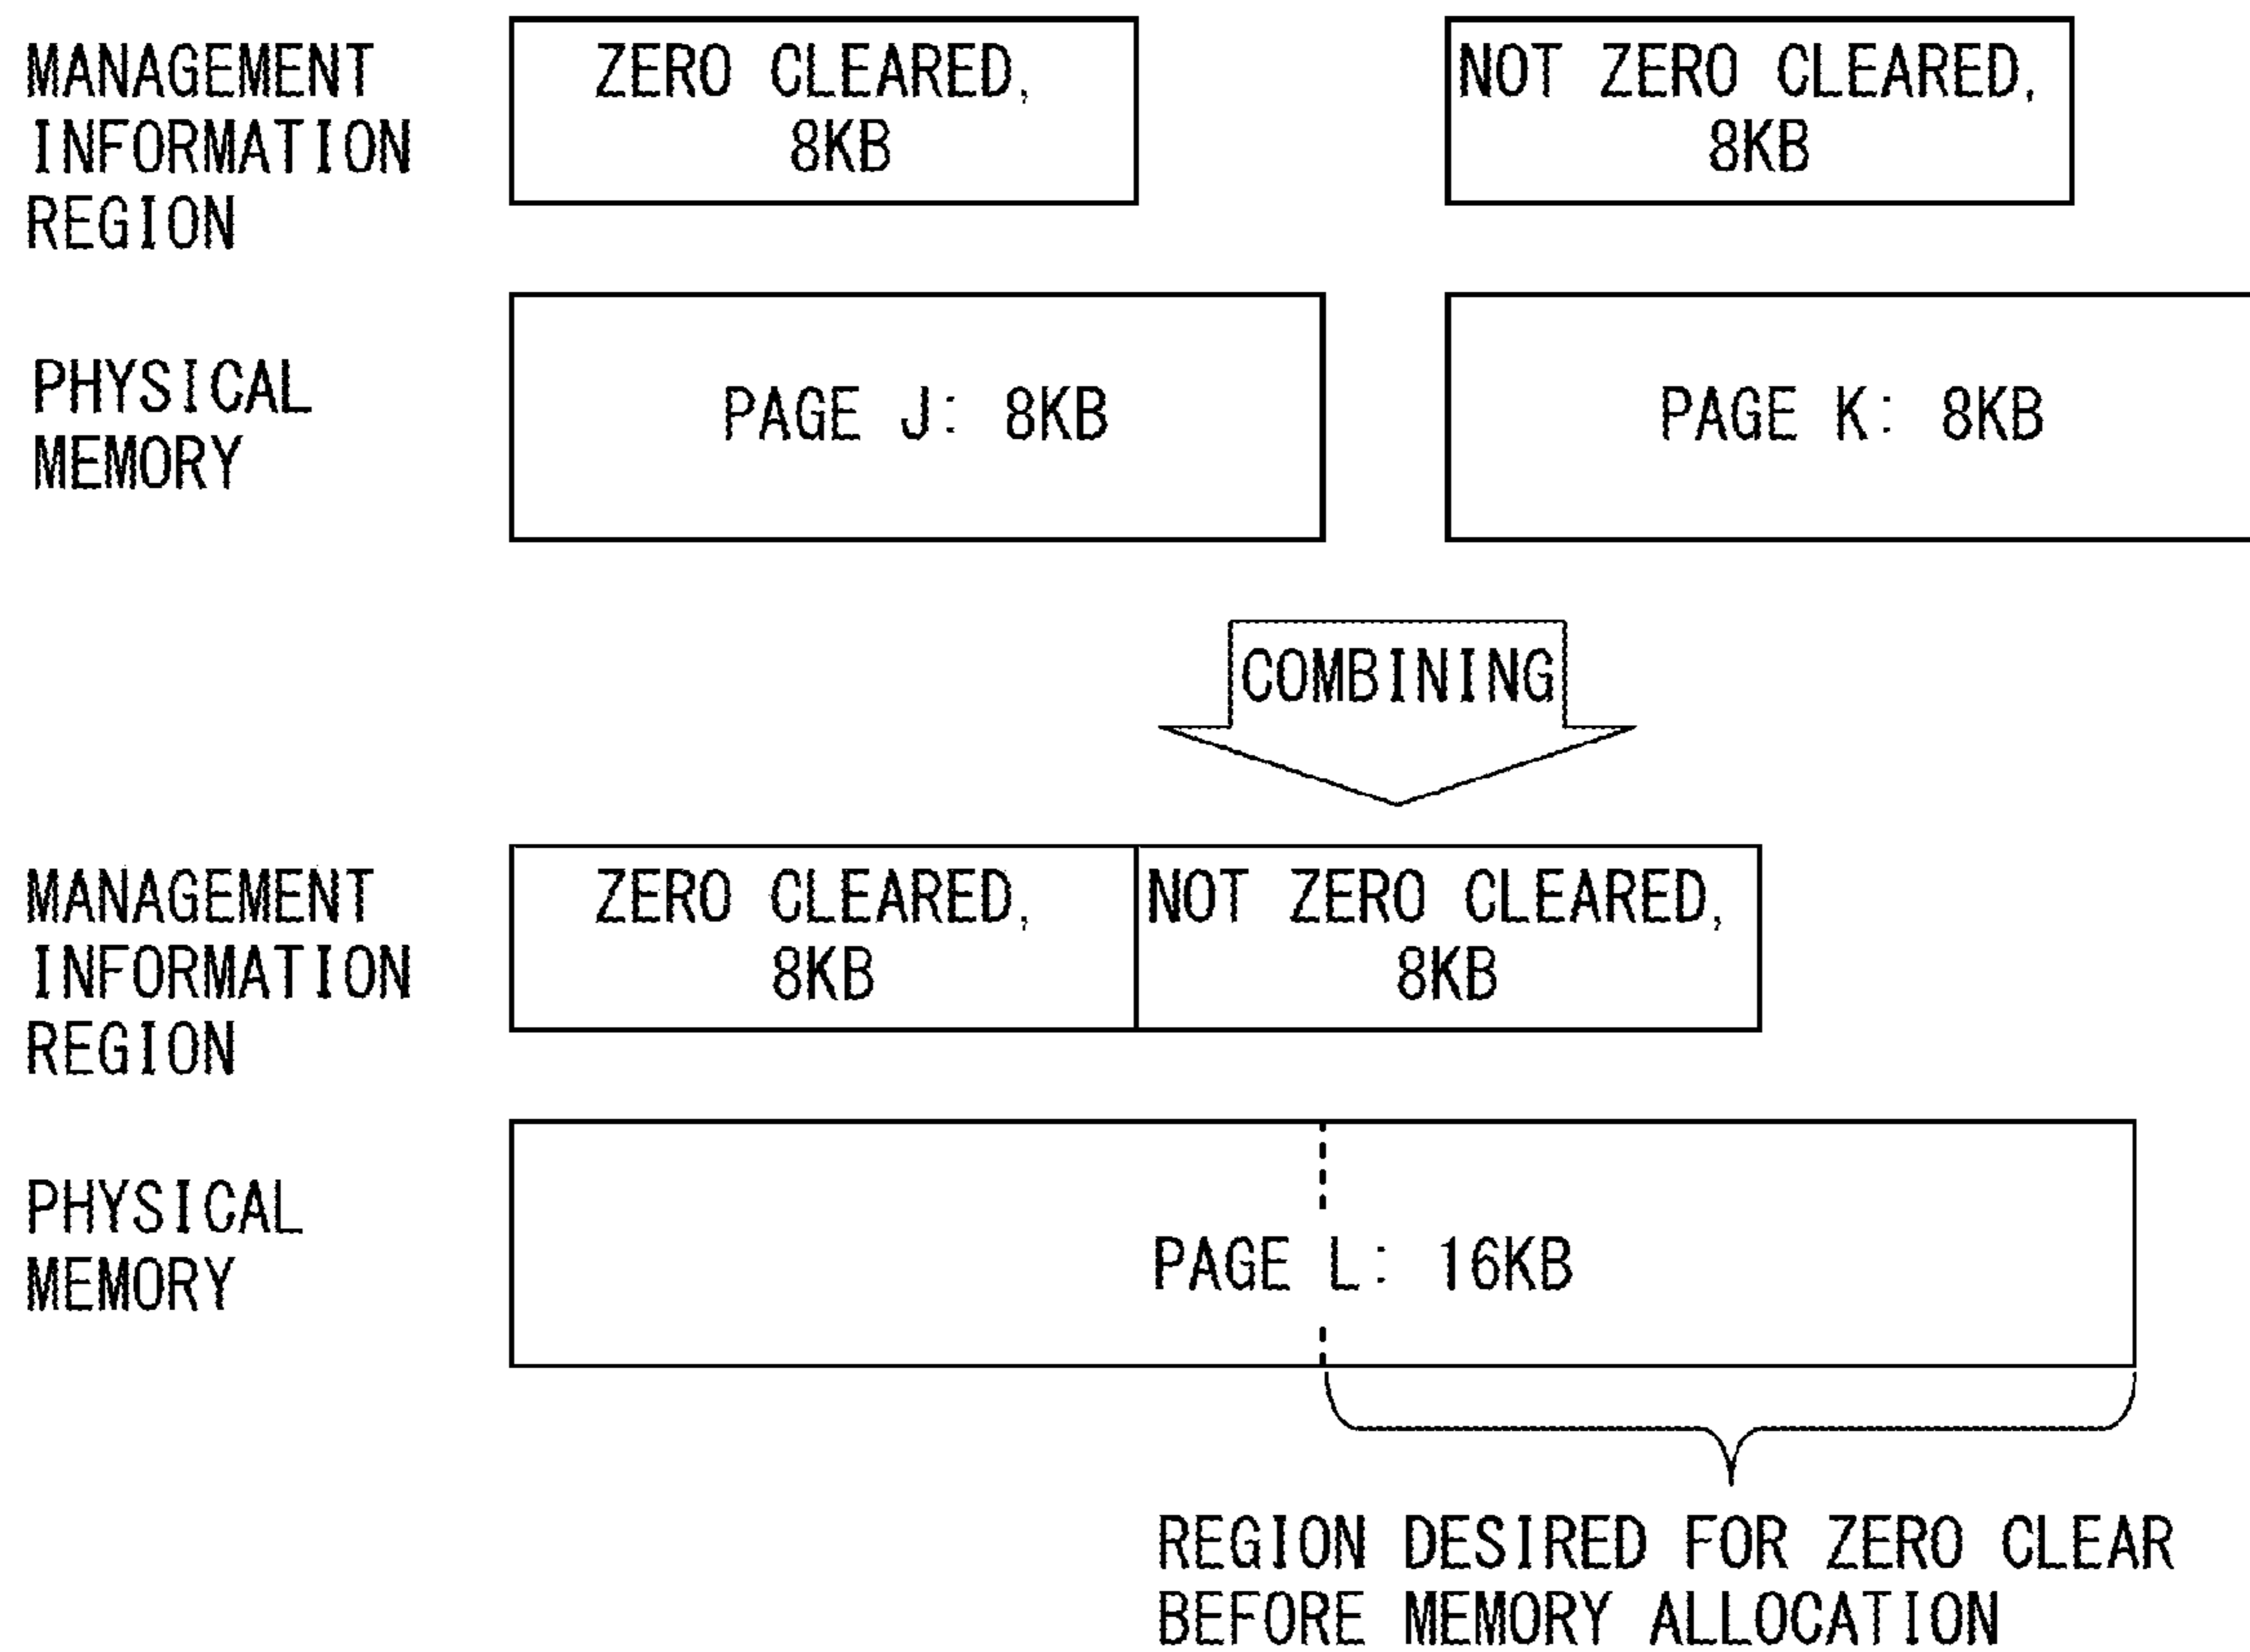 MANAGEMENT
INFORMATION
REGION
ZERO CLEARED,
8KB
NOT ZERO CLEARED,
8KB
PHYSICAL
MEMORY
PAGE J: 8KB
PAGE K: 8KB
COMBINING
MANAGEMENT
INFORMATION
REGION
ZERO CLEARED,
8KB
NOT ZERO CLEARED,
8KB
PHYSICAL
MEMORY
PAGE L: 16KB
REGION DESIRED FOR ZERO CLEAR
BEFORE MEMORY ALLOCATION